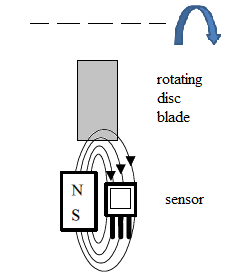 rotating
disc
blade
N
S
sensor